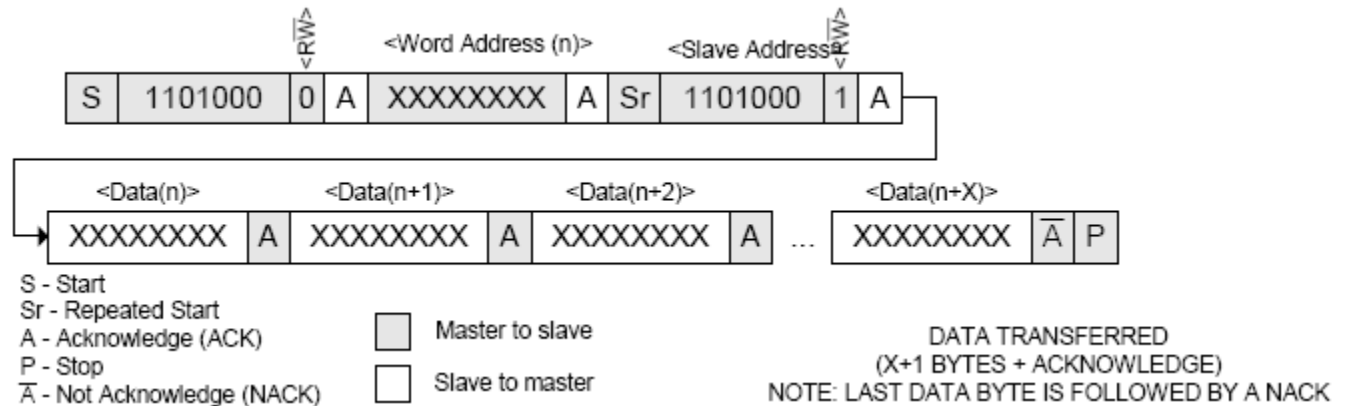 <RW̅>
<Word Address (n)>
<Slave Address>
<RW̅>
S 1101000 0 A XXXXXXXX A Sr 1101000 1 A
<Data(n)> <Data(n+1)> <Data(n+2)> <Data(n+X)>
XXXXXXXX A XXXXXXXX A XXXXXXXX A ... XXXXXXXX A̅ P
S - Start
Sr - Repeated Start
A - Acknowledge (ACK)
P - Stop
A̅ - Not Acknowledge (NACK)
Master to slave
Slave to master
DATA TRANSFERRED
(X+1 BYTES + ACKNOWLEDGE)
NOTE: LAST DATA BYTE IS FOLLOWED BY A NACK